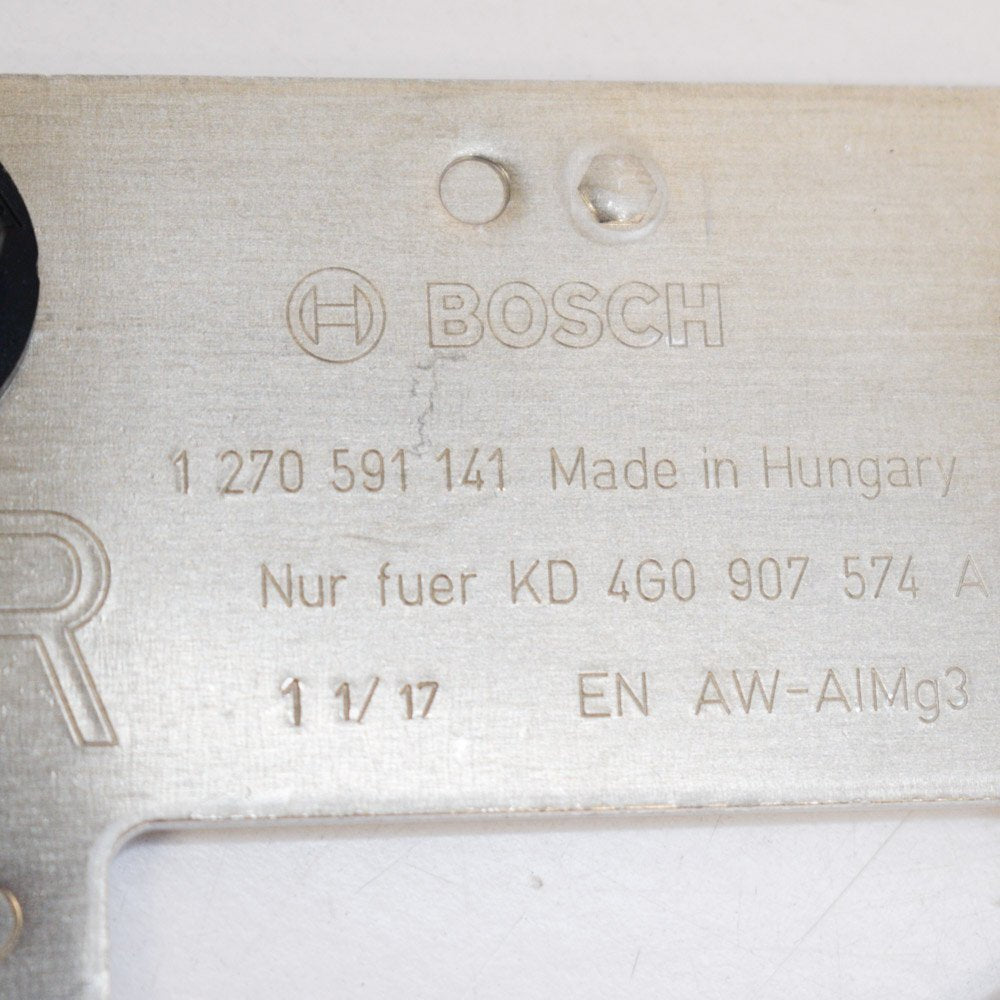 BOSCH
1 270 591 141 Made in Hungary
Nur fuer KD 4G0 907 574 A
R
1 1/17 EN AW-AlMg3